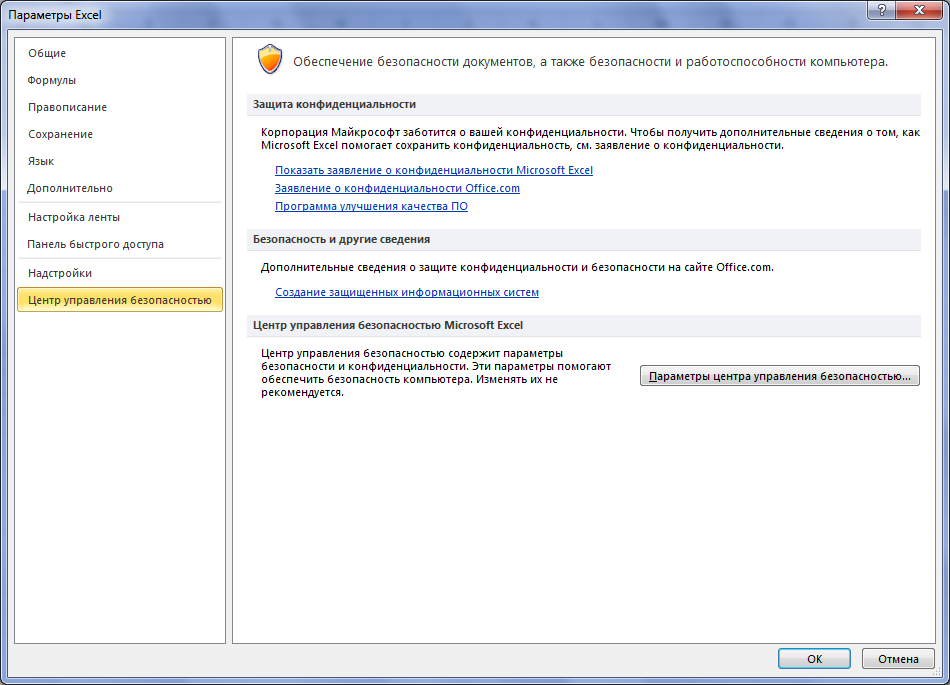 Параметры Excel
?
Общие
Формулы
Правописание
Сохранение
Язык
Дополнительно
Настройка ленты
Панель быстрого доступа
Надстройки
Центр управления безопасностью
Обеспечение безопасности документов, а также безопасности и работоспособности компьютера.
Защита конфиденциальности
Корпорация Майкрософт заботится о вашей конфиденциальности. Чтобы получить дополнительные сведения о том, как
Microsoft Excel помогает сохранить конфиденциальность, см. заявление о конфиденциальности.
Показать заявление о конфиденциальности Microsoft Excel
Заявление о конфиденциальности Office.com
Программа улучшения качества ПО
Безопасность и другие сведения
Дополнительные сведения о защите конфиденциальности и безопасности на сайте Office.com.
Создание защищенных информационных систем
Центр управления безопасностью Microsoft Excel
Центр управления безопасностью содержит параметры
безопасности и конфиденциальности. Эти параметры помогают
обеспечить безопасность компьютера. Изменять их не
рекомендуется.
Параметры центра управления безопасностью...
ОК
Отмена